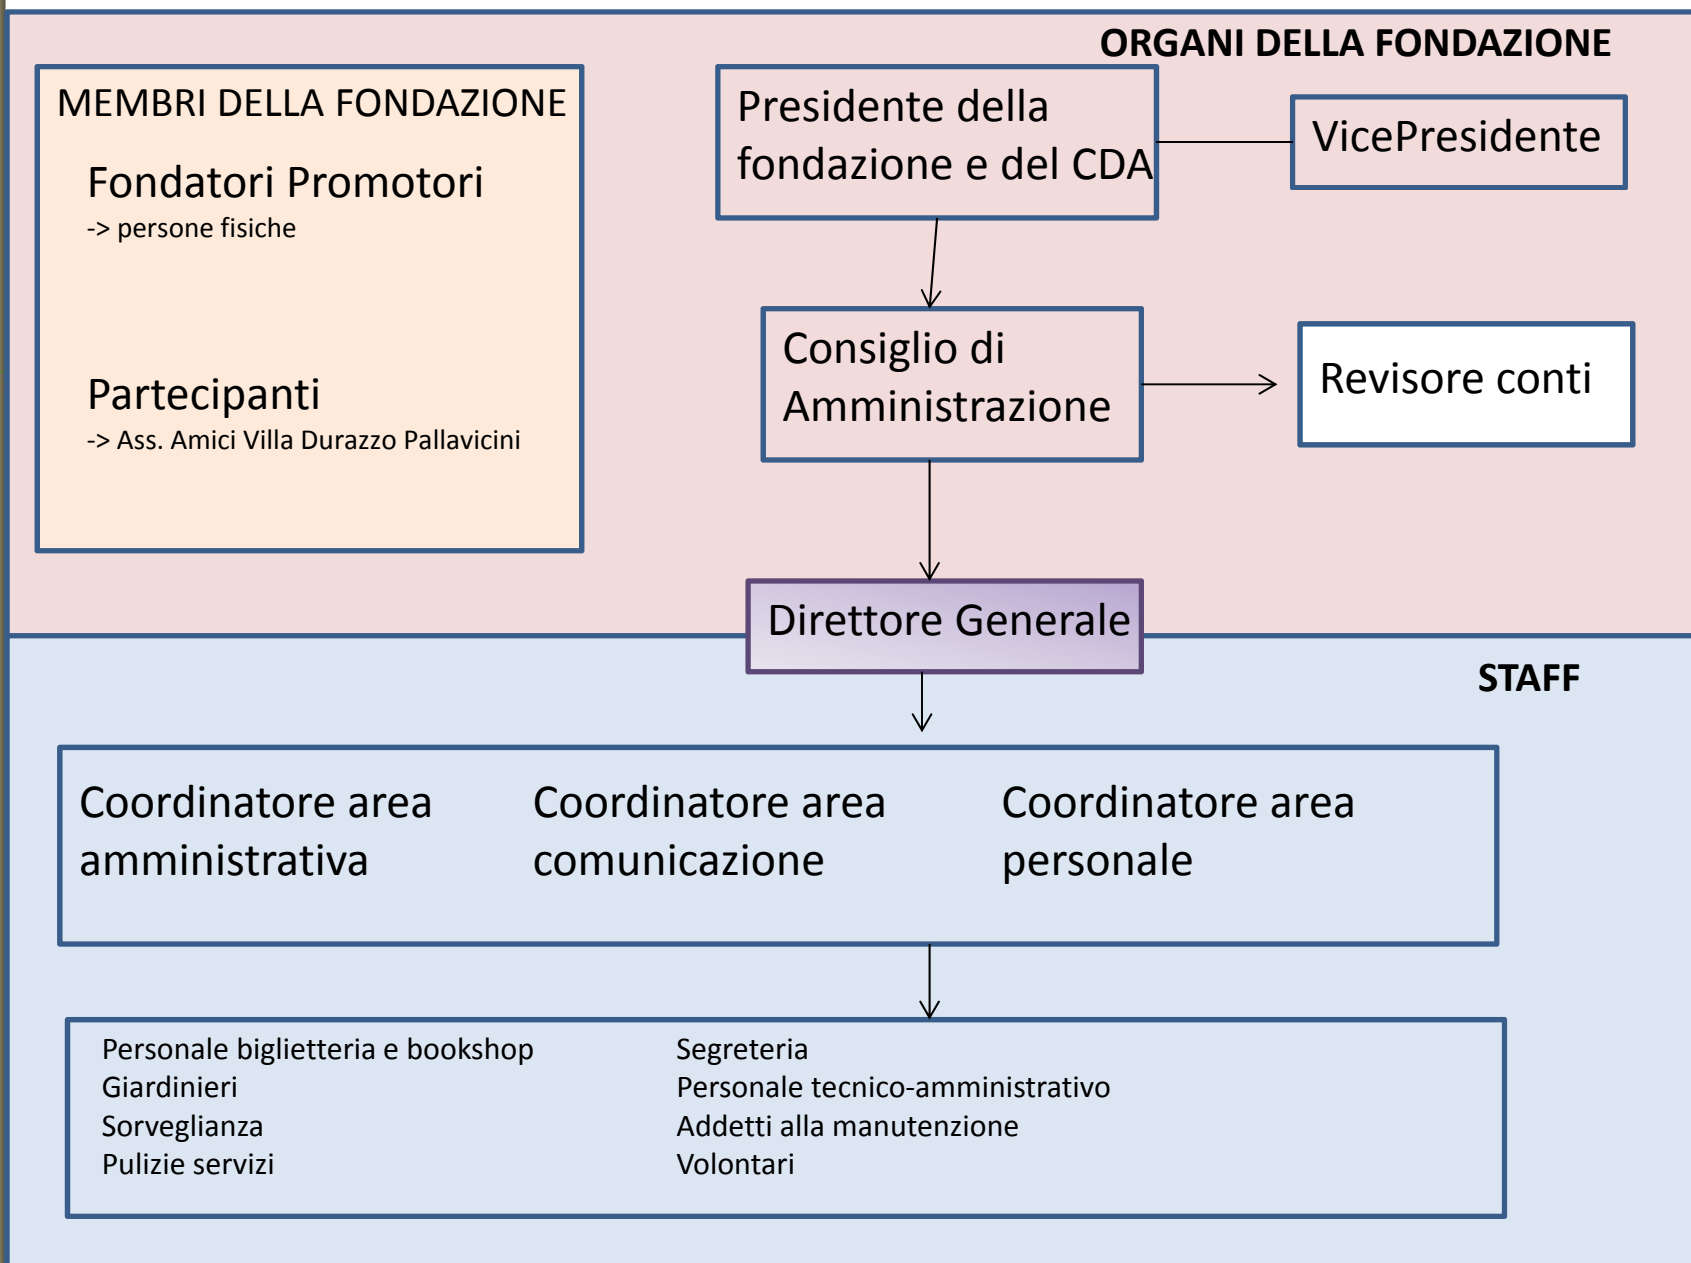 ORGANI DELLA FONDAZIONE
MEMBRI DELLA FONDAZIONE
Fondatori Promotori
-> persone fisiche
Partecipanti
-> Ass. Amici Villa Durazzo Pallavicini
Presidente della
fondazione e del CDA
VicePresidente
Consiglio di
Amministrazione
Revisore conti
Direttore Generale
STAFF
Coordinatore area
amministrativa
Coordinatore area
comunicazione
Coordinatore area
personale
Personale biglietteria e bookshop
Giardinieri
Sorveglianza
Pulizie servizi
Segreteria
Personale tecnico-amministrativo
Addetti alla manutenzione
Volontari